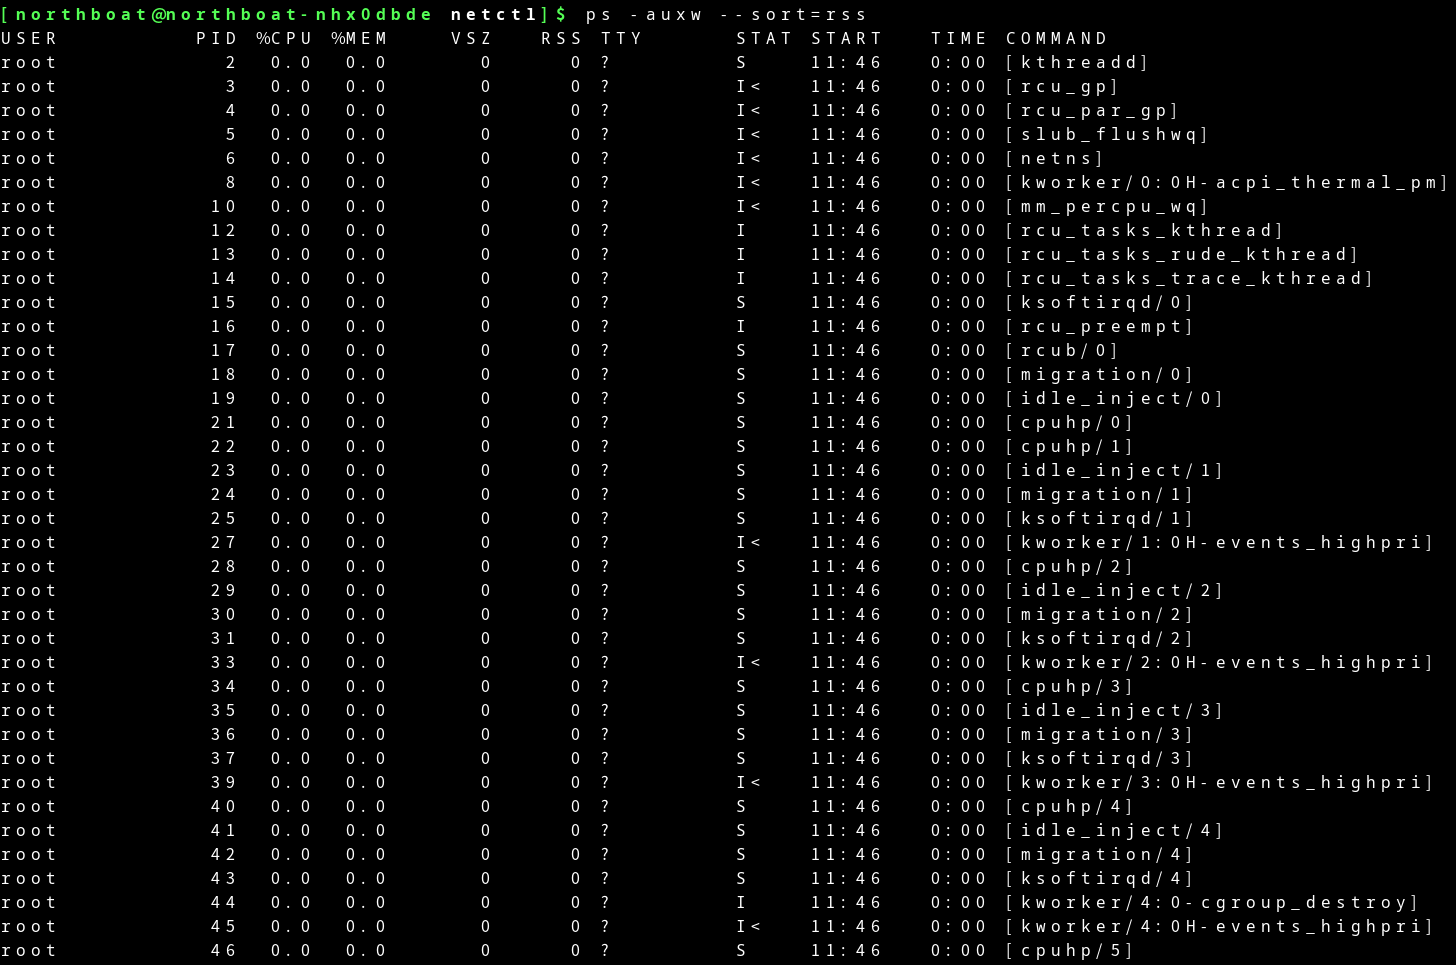 [northboat@northboat-nhx0dbde netctl]$ ps -auxw --sort=rss
USER PID %CPU %MEM VSZ RSS TTY STAT START TIME COMMAND
root 2 0.0 0.0 0 0 ? S 11:46 0:00 [kthreadd]
root 3 0.0 0.0 0 0 ? I< 11:46 0:00 [rcu_gp]
root 4 0.0 0.0 0 0 ? I< 11:46 0:00 [rcu_par_gp]
root 5 0.0 0.0 0 0 ? I< 11:46 0:00 [slub_flushwq]
root 6 0.0 0.0 0 0 ? I< 11:46 0:00 [netns]
root 8 0.0 0.0 0 0 ? I< 11:46 0:00 [kworker/0:0H-acpi_thermal_pm]
root 10 0.0 0.0 0 0 ? I< 11:46 0:00 [mm_percpu_wq]
root 12 0.0 0.0 0 0 ? I 11:46 0:00 [rcu_tasks_kthread]
root 13 0.0 0.0 0 0 ? I 11:46 0:00 [rcu_tasks_rude_kthread]
root 14 0.0 0.0 0 0 ? I 11:46 0:00 [rcu_tasks_trace_kthread]
root 15 0.0 0.0 0 0 ? S 11:46 0:00 [ksoftirqd/0]
root 16 0.0 0.0 0 0 ? I 11:46 0:00 [rcu_preempt]
root 17 0.0 0.0 0 0 ? S 11:46 0:00 [rcub/0]
root 18 0.0 0.0 0 0 ? S 11:46 0:00 [migration/0]
root 19 0.0 0.0 0 0 ? S 11:46 0:00 [idle_inject/0]
root 21 0.0 0.0 0 0 ? S 11:46 0:00 [cpuhp/0]
root 22 0.0 0.0 0 0 ? S 11:46 0:00 [cpuhp/1]
root 23 0.0 0.0 0 0 ? S 11:46 0:00 [idle_inject/1]
root 24 0.0 0.0 0 0 ? S 11:46 0:00 [migration/1]
root 25 0.0 0.0 0 0 ? S 11:46 0:00 [ksoftirqd/1]
root 27 0.0 0.0 0 0 ? I< 11:46 0:00 [kworker/1:0H-events_highpri]
root 28 0.0 0.0 0 0 ? S 11:46 0:00 [cpuhp/2]
root 29 0.0 0.0 0 0 ? S 11:46 0:00 [idle_inject/2]
root 30 0.0 0.0 0 0 ? S 11:46 0:00 [migration/2]
root 31 0.0 0.0 0 0 ? S 11:46 0:00 [ksoftirqd/2]
root 33 0.0 0.0 0 0 ? I< 11:46 0:00 [kworker/2:0H-events_highpri]
root 34 0.0 0.0 0 0 ? S 11:46 0:00 [cpuhp/3]
root 35 0.0 0.0 0 0 ? S 11:46 0:00 [idle_inject/3]
root 36 0.0 0.0 0 0 ? S 11:46 0:00 [migration/3]
root 37 0.0 0.0 0 0 ? S 11:46 0:00 [ksoftirqd/3]
root 39 0.0 0.0 0 0 ? I< 11:46 0:00 [kworker/3:0H-events_highpri]
root 40 0.0 0.0 0 0 ? S 11:46 0:00 [cpuhp/4]
root 41 0.0 0.0 0 0 ? S 11:46 0:00 [idle_inject/4]
root 42 0.0 0.0 0 0 ? S 11:46 0:00 [migration/4]
root 43 0.0 0.0 0 0 ? S 11:46 0:00 [ksoftirqd/4]
root 44 0.0 0.0 0 0 ? I 11:46 0:00 [kworker/4:0-cgroup_destroy]
root 45 0.0 0.0 0 0 ? I< 11:46 0:00 [kworker/4:0H-events_highpri]
root 46 0.0 0.0 0 0 ? S 11:46 0:00 [cpuhp/5]